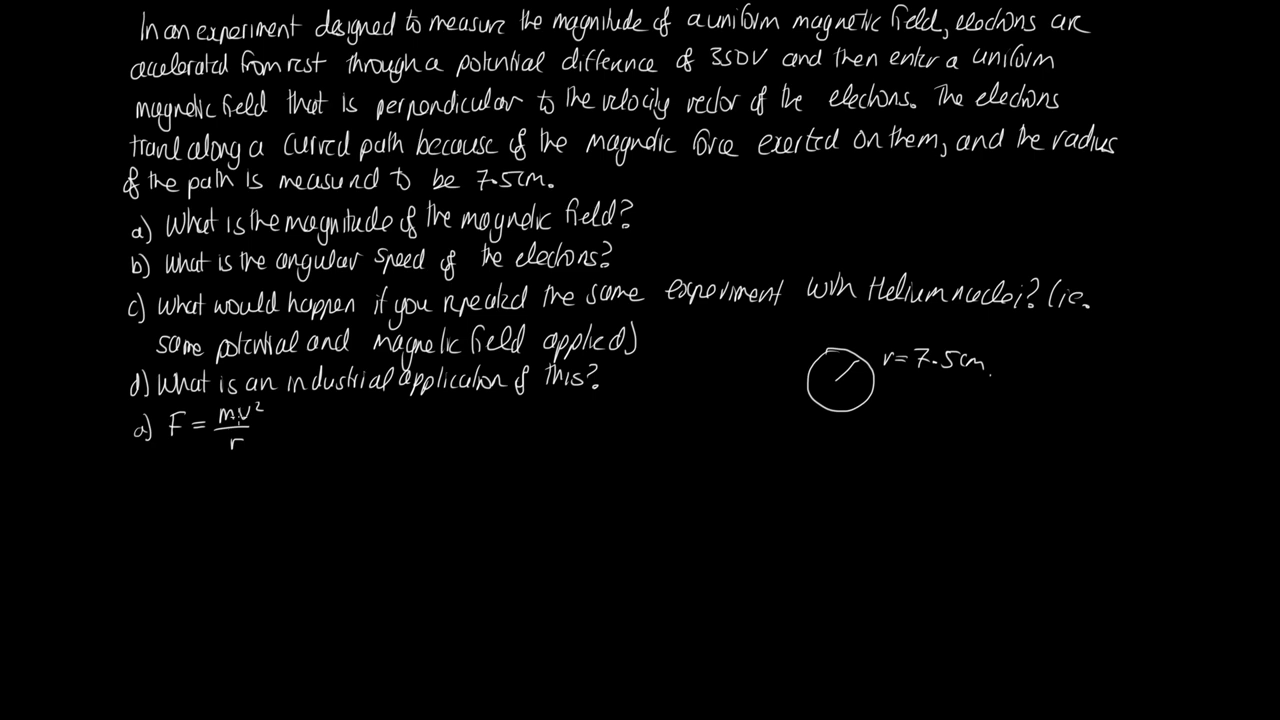 In an experiment designed to measure the magnitude of a uniform magnetic field, electrons are
accelerated from rest through a potential difference of 350V and then enter a uniform
magnetic field that is perpendicular to the velocity vector of the electrons. The electrons
travel along a curved path because of the magnetic force exerted on them, and the radius
of the path is measured to be 7.5cm.
a) What is the magnitude of the magnetic field?
b) What is the angular speed of the electrons?
c) What would happen if you repeated the same experiment with Helium nuclei? (ie.
same potential and magnetic field applied)
d) What is an industrial application of this?
r = 7.5cm.
a) F = mv²/r